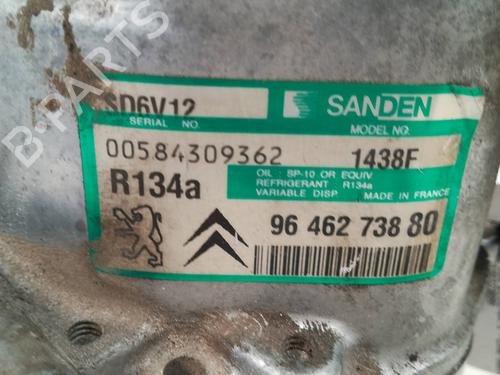 B-PARTS
SD6V12 SANDEN
SERIAL NO. MODEL NO.
00584309362 1438F
OIL : SP-10 OR EQUIV
REFRIGERANT : R134a
VARIABLE DISP. MADE IN FRANCE
R134a
96 462 738 80